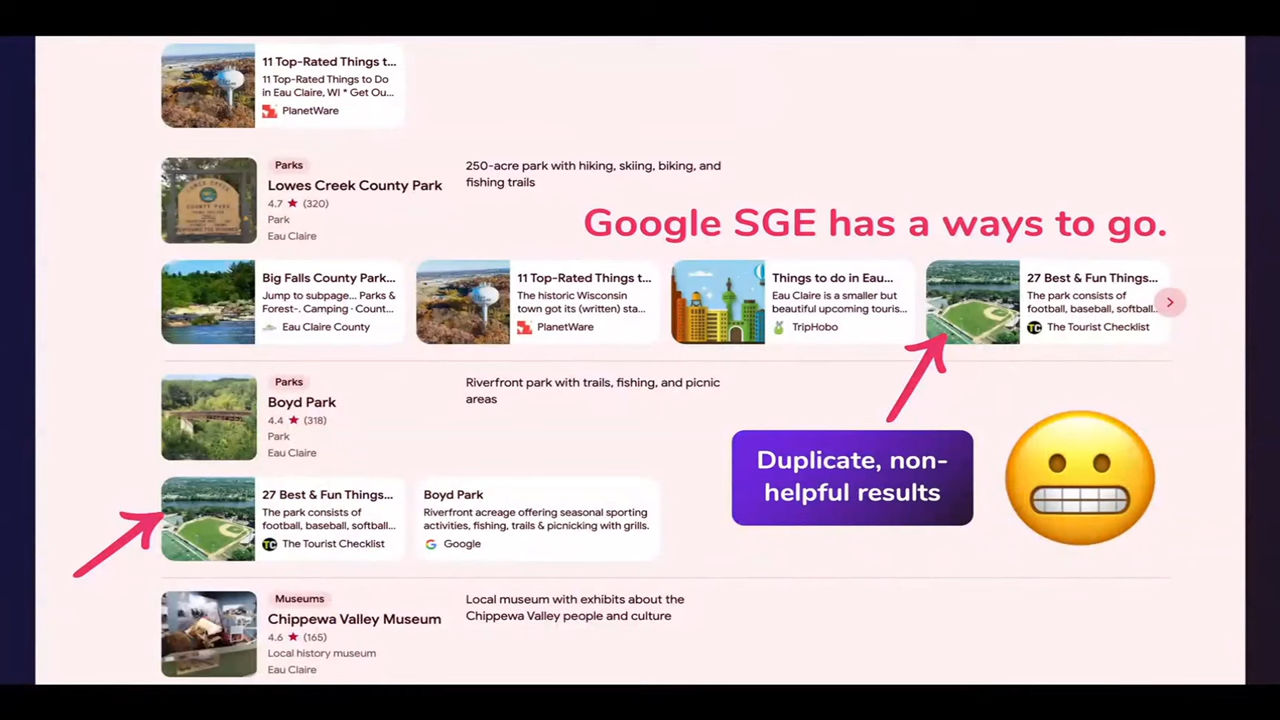 11 Top-Rated Things t...
11 Top-Rated Things to Do
in Eau Claire, WI * Get Ou...
PlanetWare
Parks
Lowes Creek County Park
4.7 ★ (320)
Park
Eau Claire
250-acre park with hiking, skiing, biking, and
fishing trails
Google SGE has a ways to go.
Big Falls County Park...
Jump to subpage... Parks &
Forest-. Camping · Count...
Eau Claire County
11 Top-Rated Things t...
The historic Wisconsin
town got its (written) sta...
PlanetWare
Things to do in Eau...
Eau Claire is a smaller but
beautiful upcoming touris...
TripHobo
27 Best & Fun Things...
The park consists of
football, baseball, softball...
TC The Tourist Checklist
Parks
Boyd Park
4.4 ★ (318)
Park
Eau Claire
Riverfront park with trails, fishing, and picnic
areas
Duplicate, non-
helpful results
27 Best & Fun Things...
The park consists of
football, baseball, softball...
TC The Tourist Checklist
Boyd Park
Riverfront acreage offering seasonal sporting
activities, fishing, trails & picnicking with grills.
G Google
Museums
Chippewa Valley Museum
4.6 ★ (165)
Local history museum
Eau Claire
Local museum with exhibits about the
Chippewa Valley people and culture